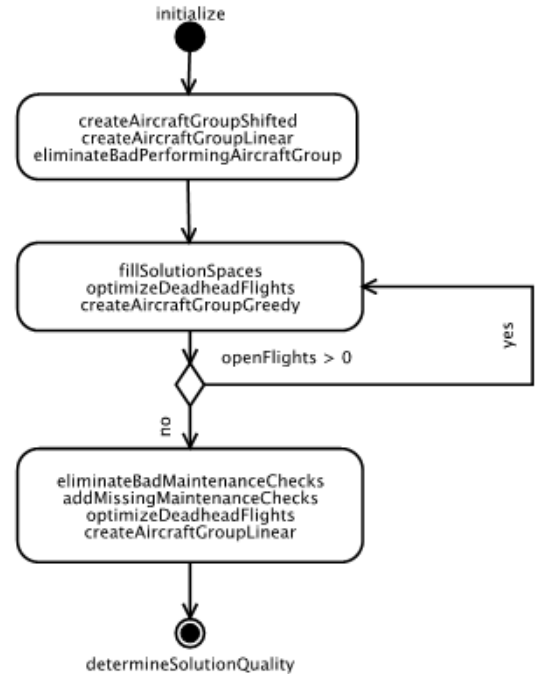 initialize
createAircraftGroupShifted
createAircraftGroupLinear
eliminateBadPerformingAircraftGroup
fillSolutionSpaces
optimizeDeadheadFlights
createAircraftGroupGreedy
openFlights > 0
yes
no
eliminateBadMaintenanceChecks
addMissingMaintenanceChecks
optimizeDeadheadFlights
createAircraftGroupLinear
determineSolutionQuality